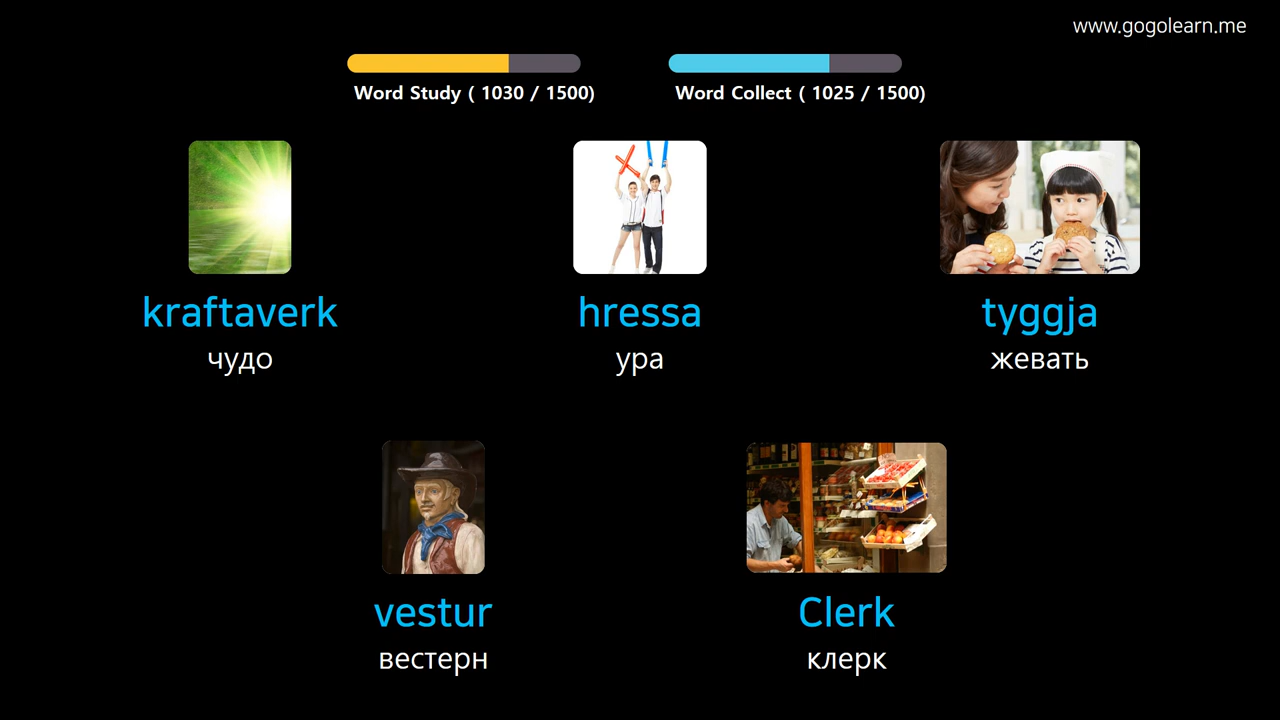 www.gogolearn.me
Word Study ( 1030 / 1500)
Word Collect ( 1025 / 1500)
kraftaverk
чудо
hressa
ура
tyggja
жевать
vestur
вестерн
Clerk
клерк